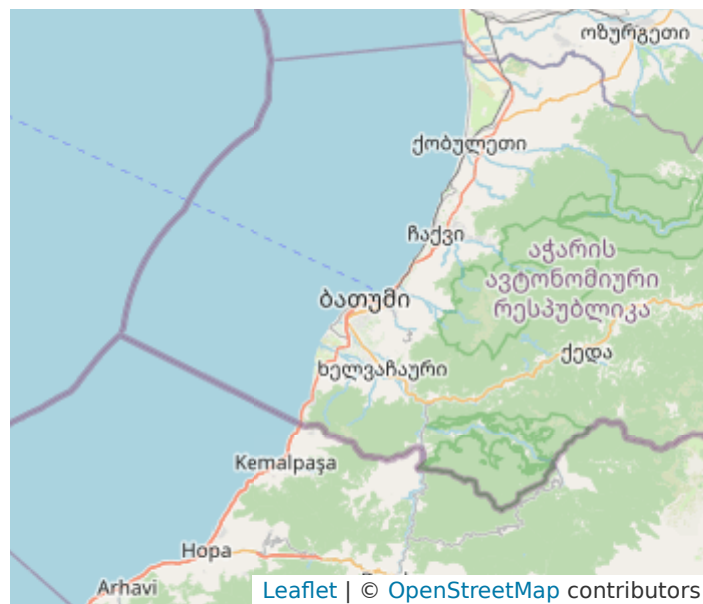 ოზურგეთი
ქობულეთი
ჩაქვი
აჭარის
ავტონომიური
რესპუბლიკა
ბათუმი
ქედა
ხელვაჩაური
Kemalpaşa
Hopa
Arhavi
Leaflet | © OpenStreetMap contributors